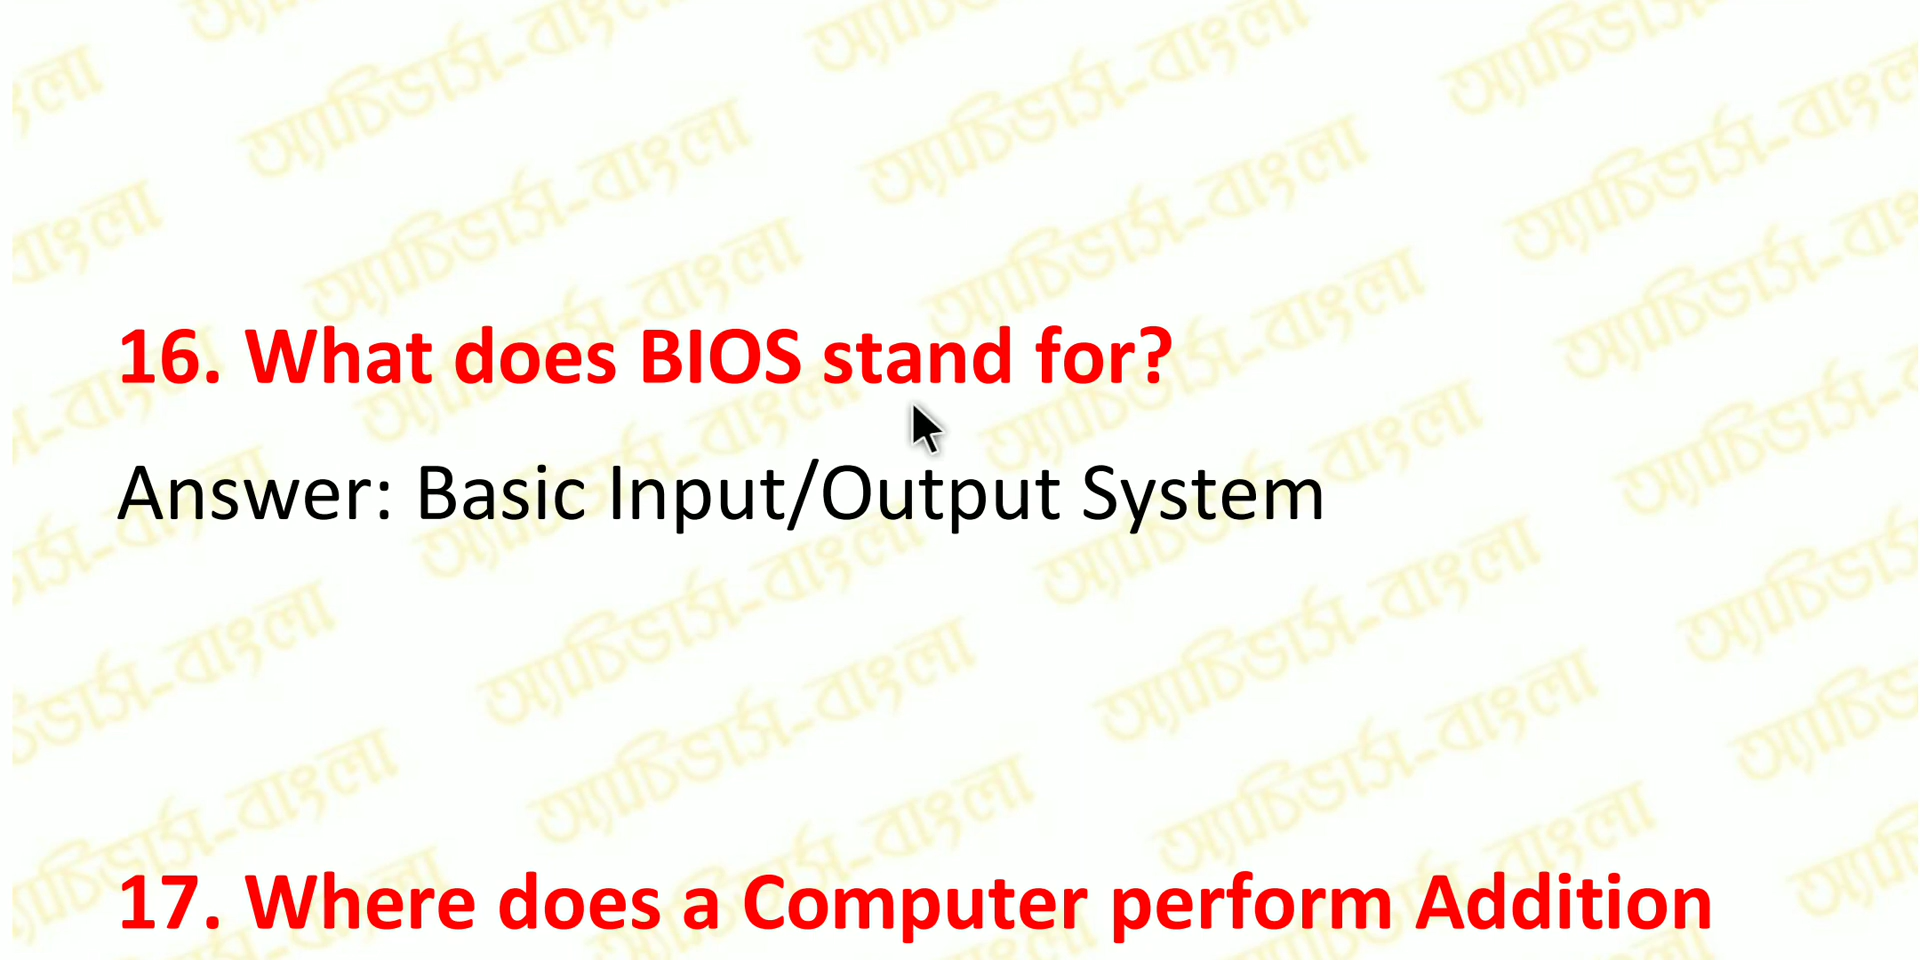 16. What does BIOS stand for?
Answer: Basic Input/Output System
17. Where does a Computer perform Addition